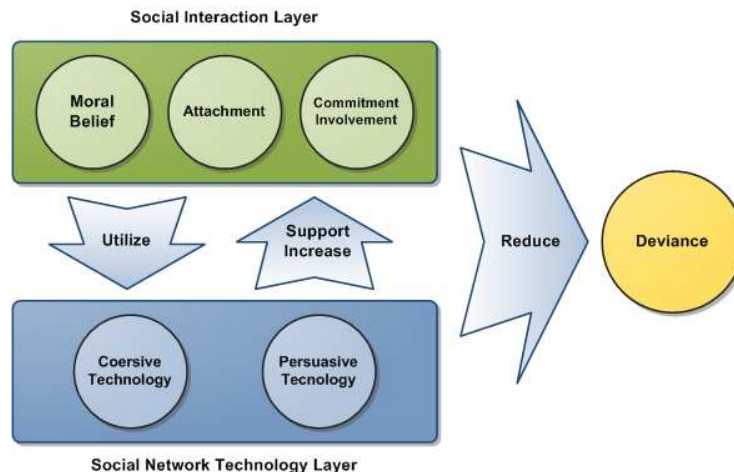 Social Interaction Layer
Moral
Belief
Attachment
Commitment
Involvement
Utilize
Support
Increase
Reduce
Deviance
Coersive
Technology
Persuasive
Tecnology
Social Network Technology Layer